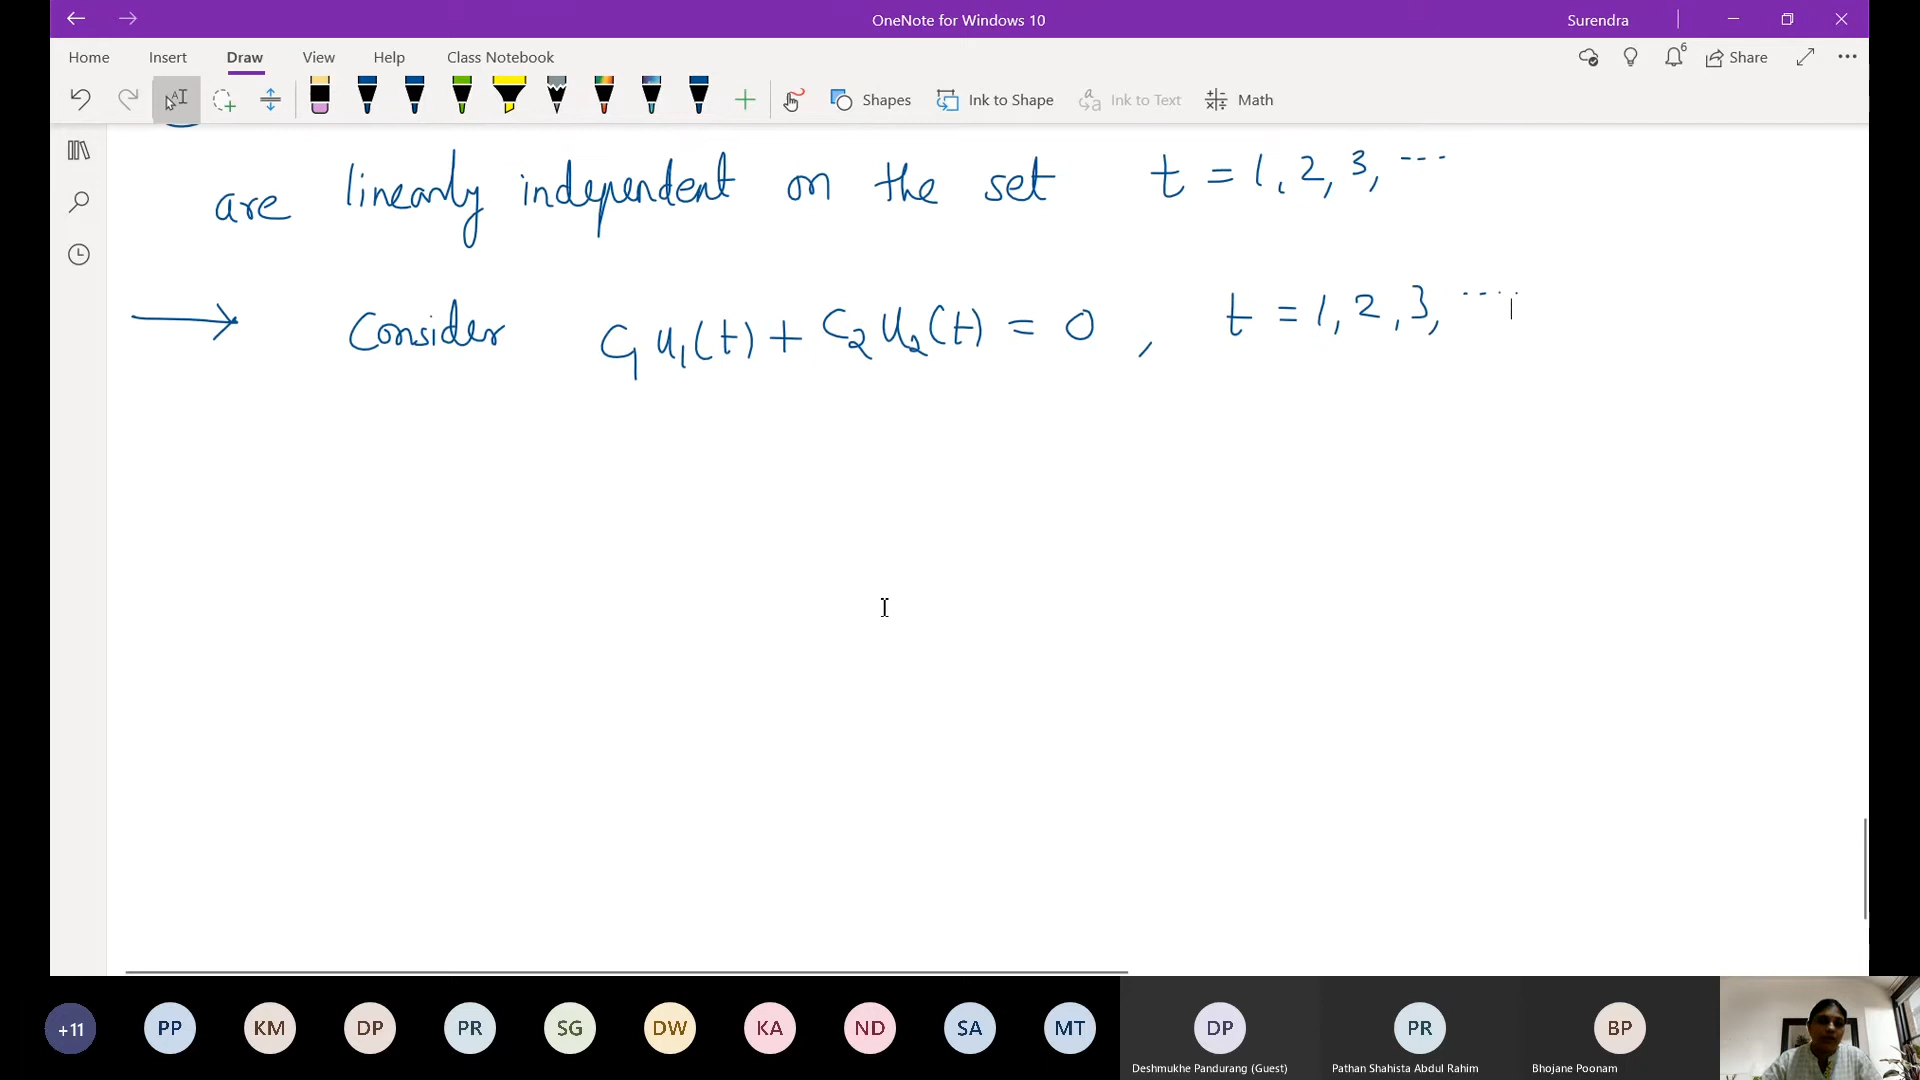 OneNote for Windows 10
Surendra
Home Insert Draw View Help Class Notebook
6
Share
Shapes Ink to Shape Ink to Text Math
are linearly independent on the set t = 1, 2, 3, ---
→ Consider C₁ u₁(t) + C₂ u₂(t) = 0 , t = 1, 2, 3, ....
+11 PP KM DP PR SG DW KA ND SA MT DP PR BP
Deshmukhe Pandurang (Guest) Pathan Shahista Abdul Rahim Bhojane Poonam